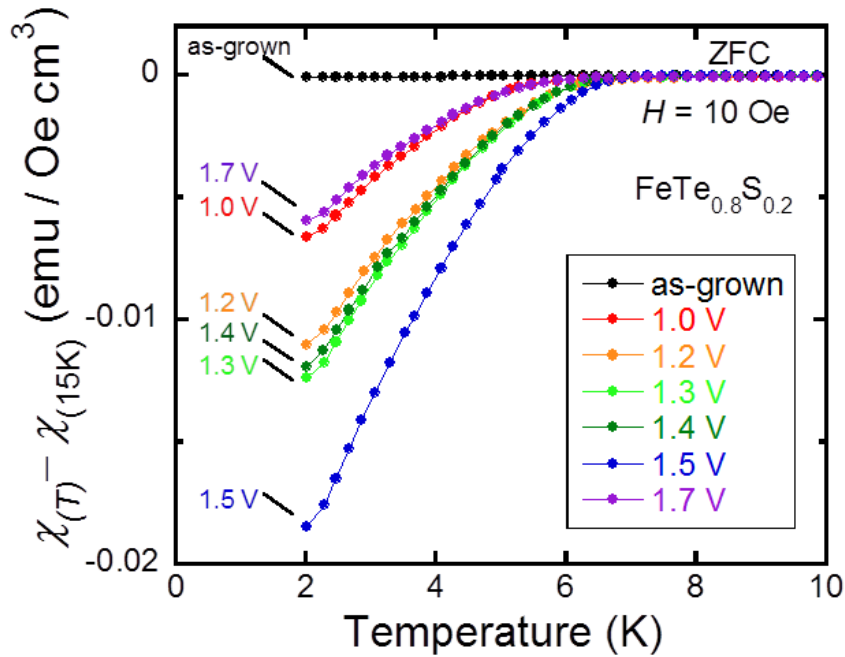 as-grown
ZFC
H = 10 Oe
FeTe0.8S0.2
1.7 V
1.0 V
1.2 V
1.4 V
1.3 V
1.5 V
as-grown
1.0 V
1.2 V
1.3 V
1.4 V
1.5 V
1.7 V
0
-0.01
-0.02
χ(T)− χ(15K) (emu / Oe cm³)
0 2 4 6 8 10
Temperature (K)